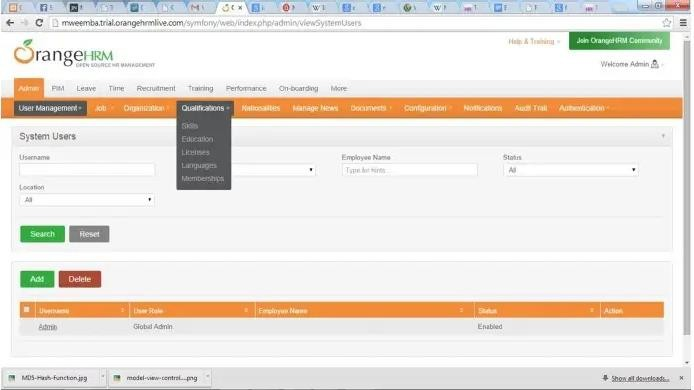 mweemba.trial.orangehrmlive.com/symfony/web/index.php/admin/viewSystemUsers
Help & Training
Join OrangeHRM Community
OrangeHRM
OPEN SOURCE HR MANAGEMENT
Welcome Admin
Admin PIM Leave Time Recruitment Training Performance On-boarding More
User Management Job Organization Qualifications Nationalities Manage News Documents Configuration Notifications Audit Trail Authentication
Skills
Education
Licenses
Languages
Memberships
System Users
Username Employee Name Status
Type for hints... All
Location
All
Search Reset
Add Delete
Username User Role Employee Name Status Action
Admin Global Admin Enabled
MD5-Hash-Function.jpg model-view-control....png Show all downloads...